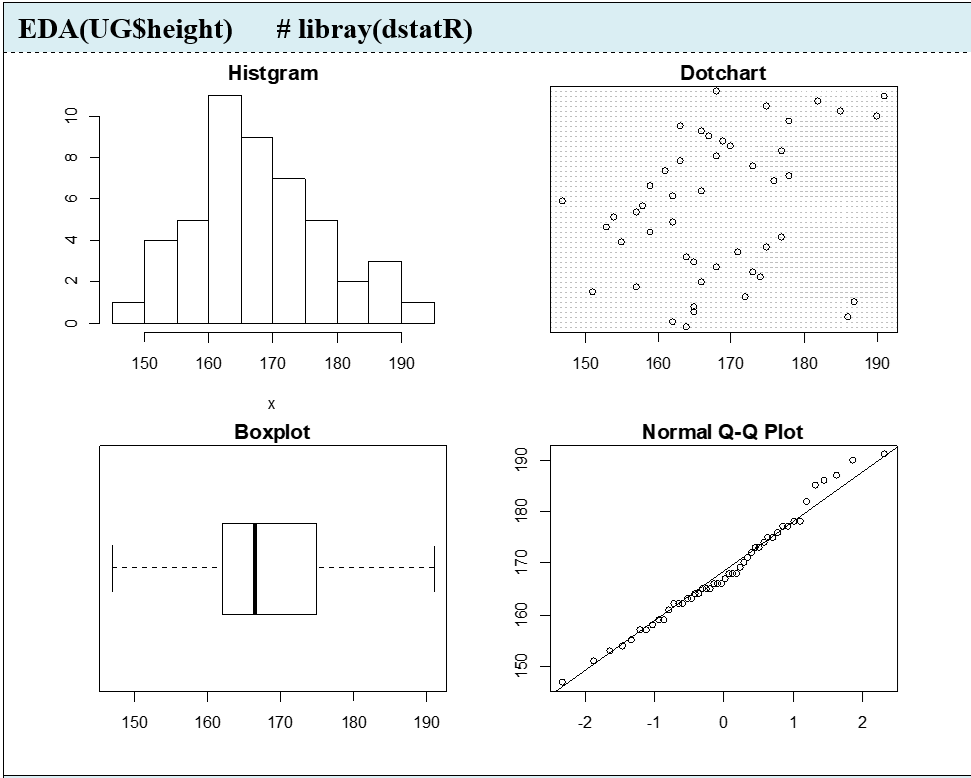 EDA(UG$height) # libray(dstatR)
Histgram
0 2 4 6 8 10
150 160 170 180 190
x
Dotchart
150 160 170 180 190
Boxplot
150 160 170 180 190
Normal Q-Q Plot
150 160 170 180 190
-2 -1 0 1 2